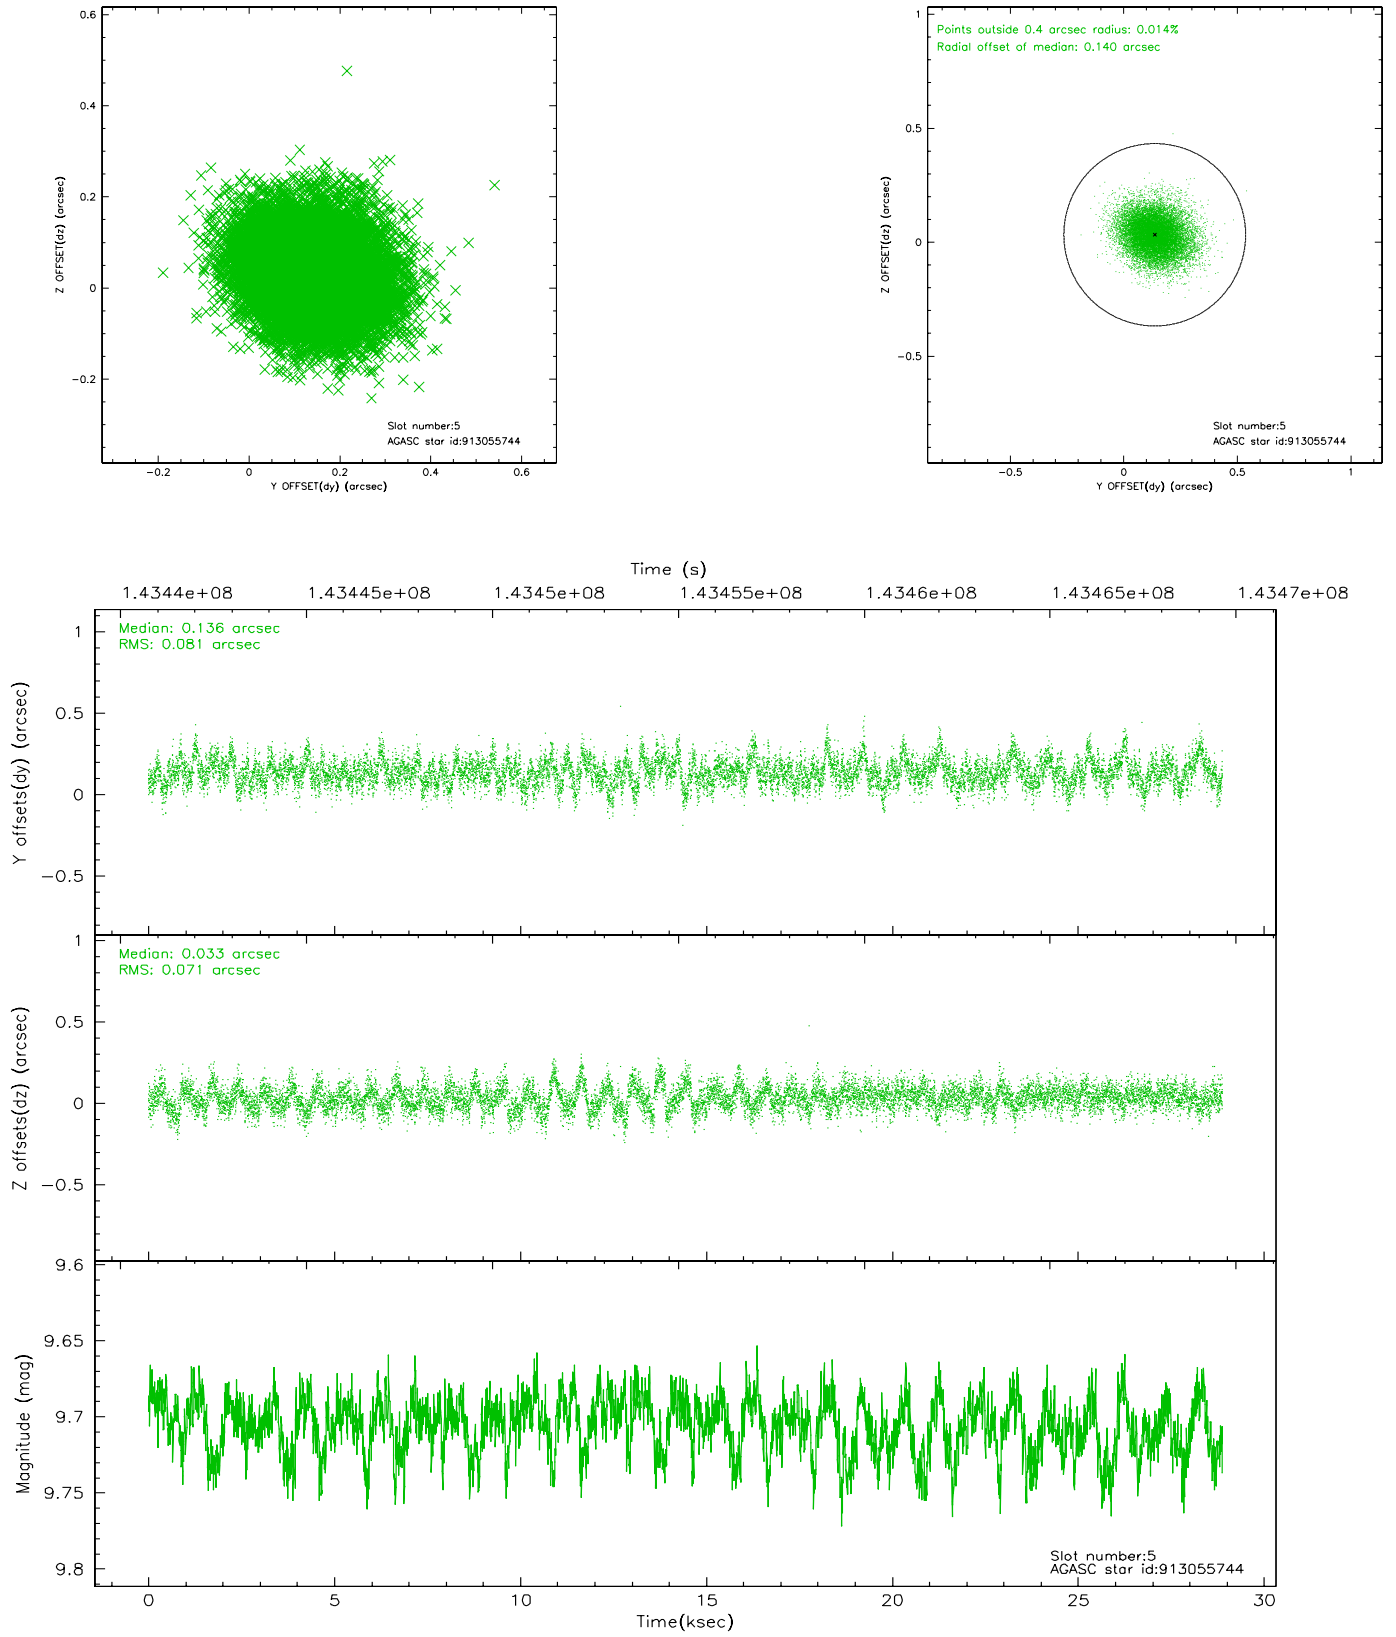 0.6
0.4
0.2
0
−0.2
Z OFFSET(dz) (arcsec)
−0.2 0 0.2 0.4 0.6
Y OFFSET(dy) (arcsec)
Slot number:5
AGASC star id:913055744
Points outside 0.4 arcsec radius: 0.014%
Radial offset of median: 0.140 arcsec
1
0.5
0
−0.5
Z OFFSET(dz) (arcsec)
−0.5 0 0.5 1
Y OFFSET(dy) (arcsec)
Slot number:5
AGASC star id:913055744
Time (s)
1.4344e+08 1.43445e+08 1.4345e+08 1.43455e+08 1.4346e+08 1.43465e+08 1.4347e+08
Median: 0.136 arcsec
RMS: 0.081 arcsec
1
0.5
0
−0.5
Y offsets(dy) (arcsec)
Median: 0.033 arcsec
RMS: 0.071 arcsec
1
0.5
0
−0.5
Z offsets(dz) (arcsec)
9.6
9.65
9.7
9.75
9.8
Magnitude (mag)
Slot number:5
AGASC star id:913055744
0 5 10 15 20 25 30
Time(ksec)